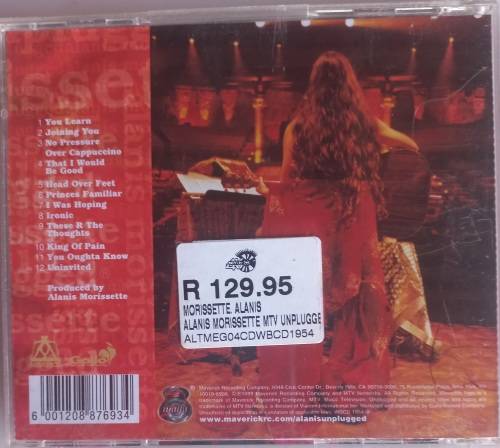 ssette
1 You Learn
2 Joining You
3 No Pressure
Over Cappuccino
4 That I Would
Be Good
5 Head Over Feet
6 Princes Familiar
7 I Was Hoping
8 Ironic
9 These R The
Thoughts
10 King Of Pain
11 You Oughta Know
12 Uninvited
Produced by
Alanis Morissette
R 129.95
MORISSETTE. ALANIS
ALANIS MORISSETTE MTV UNPLUGGE
ALTMEG04CDWBCD1954
6 001208 876934
www.maverickrc.com/alanisunplugged